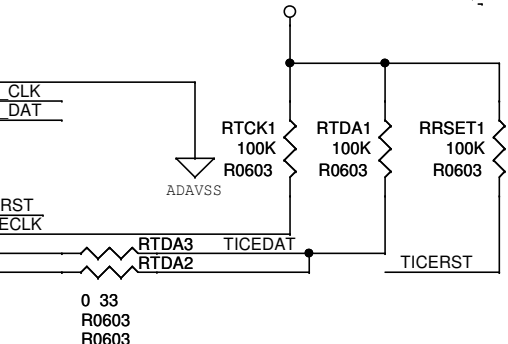 _CLK
_DAT
RTCK1
100K
R0603
RTDA1
100K
R0603
RRSET1
100K
R0603
ADAVSS
RST
ECLK
RTDA3
TICEDAT
RTDA2
TICERST
0 33
R0603
R0603